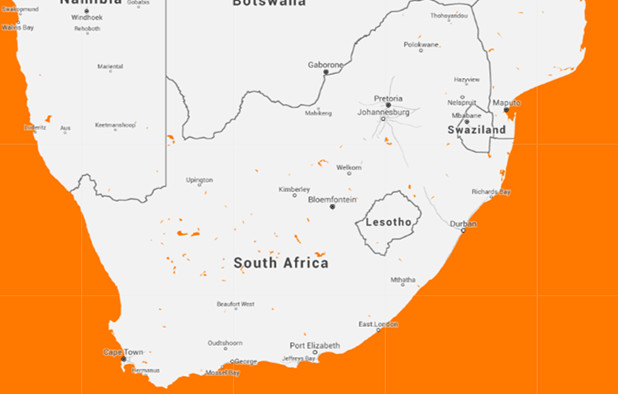 Namibia
Botswana
Gobabis
Swakopmund
Windhoek
Walvis Bay
Rehoboth
Thohoyandou
Polokwane
Gaborone
Mariental
Hazyview
Pretoria
Nelspruit
Maputo
Mahikeng
Johannesburg
Mbabane
Swaziland
Lüderitz
Aus
Keetmanshoop
Welkom
Upington
Kimberley
Richards Bay
Bloemfontein
Lesotho
Durban
South Africa
Mthatha
Beaufort West
East London
Oudtshoorn
Port Elizabeth
Cape Town
George
Jeffreys Bay
Hermanus
Mossel Bay